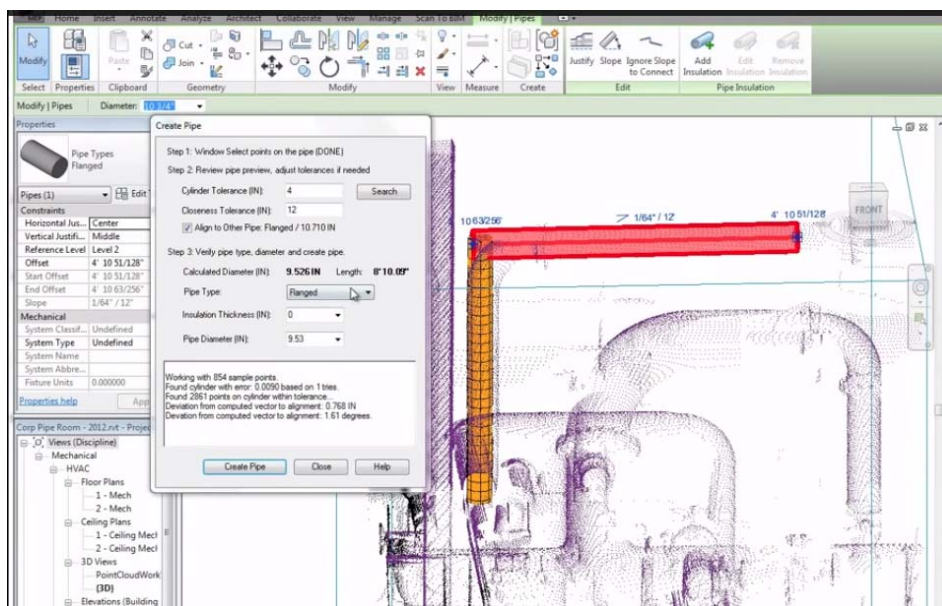 MEP Home Insert Annotate Analyze Architect Collaborate View Manage Scan To BIM Modify | Pipes
Modify
Paste
Cut
Join
Justify Slope Ignore Slope to Connect
Add Insulation
Edit Insulation
Remove Insulation
Select Properties Clipboard Geometry Modify View Measure Create Edit Pipe Insulation
Modify | Pipes Diameter: 10 3/4"
Properties
Pipe Types
Flanged
Pipes (1) Edit
Constraints
Horizontal Jus... Center
Vertical Justifi... Middle
Reference Level Level 2
Offset 4' 10 51/128"
Start Offset 4' 10 51/128"
End Offset 4' 10 63/256"
Slope 1/64" / 12"
Mechanical
System Classif... Undefined
System Type Undefined
System Name
System Abbre...
Fixture Units 0.000000
Properties help App
Corp Pipe Room - 2012.rvt - Projec
Views (Discipline)
Mechanical
HVAC
Floor Plans
1 - Mech
2 - Mech
Ceiling Plans
1 - Ceiling Mecl
2 - Ceiling Mecl
3D Views
PointCloudWork
(3D)
Elevations (Building
Create Pipe
Step 1: Window Select points on the pipe (DONE)
Step 2: Review pipe preview, adjust tolerances if needed
Cylinder Tolerance (IN): 4 Search
Closeness Tolerance (IN): 12
Align to Other Pipe: Flanged / 10.710 IN
Step 3: Verify pipe type, diameter and create pipe.
Calculated Diameter (IN): 9.526 IN Length: 8'10.09"
Pipe Type: Flanged
Insulation Thickness (IN): 0
Pipe Diameter (IN): 9.53
Working with 854 sample points.
Found cylinder with error: 0.0090 based on 1 tries.
Found 2861 points on cylinder within tolerance...
Deviation from computed vector to alignment: 0.768 IN
Deviation from computed vector to alignment: 1.61 degrees.
Create Pipe Close Help
10 63/256" 1/64" / 12" 4' 10 51/128"
FRONT